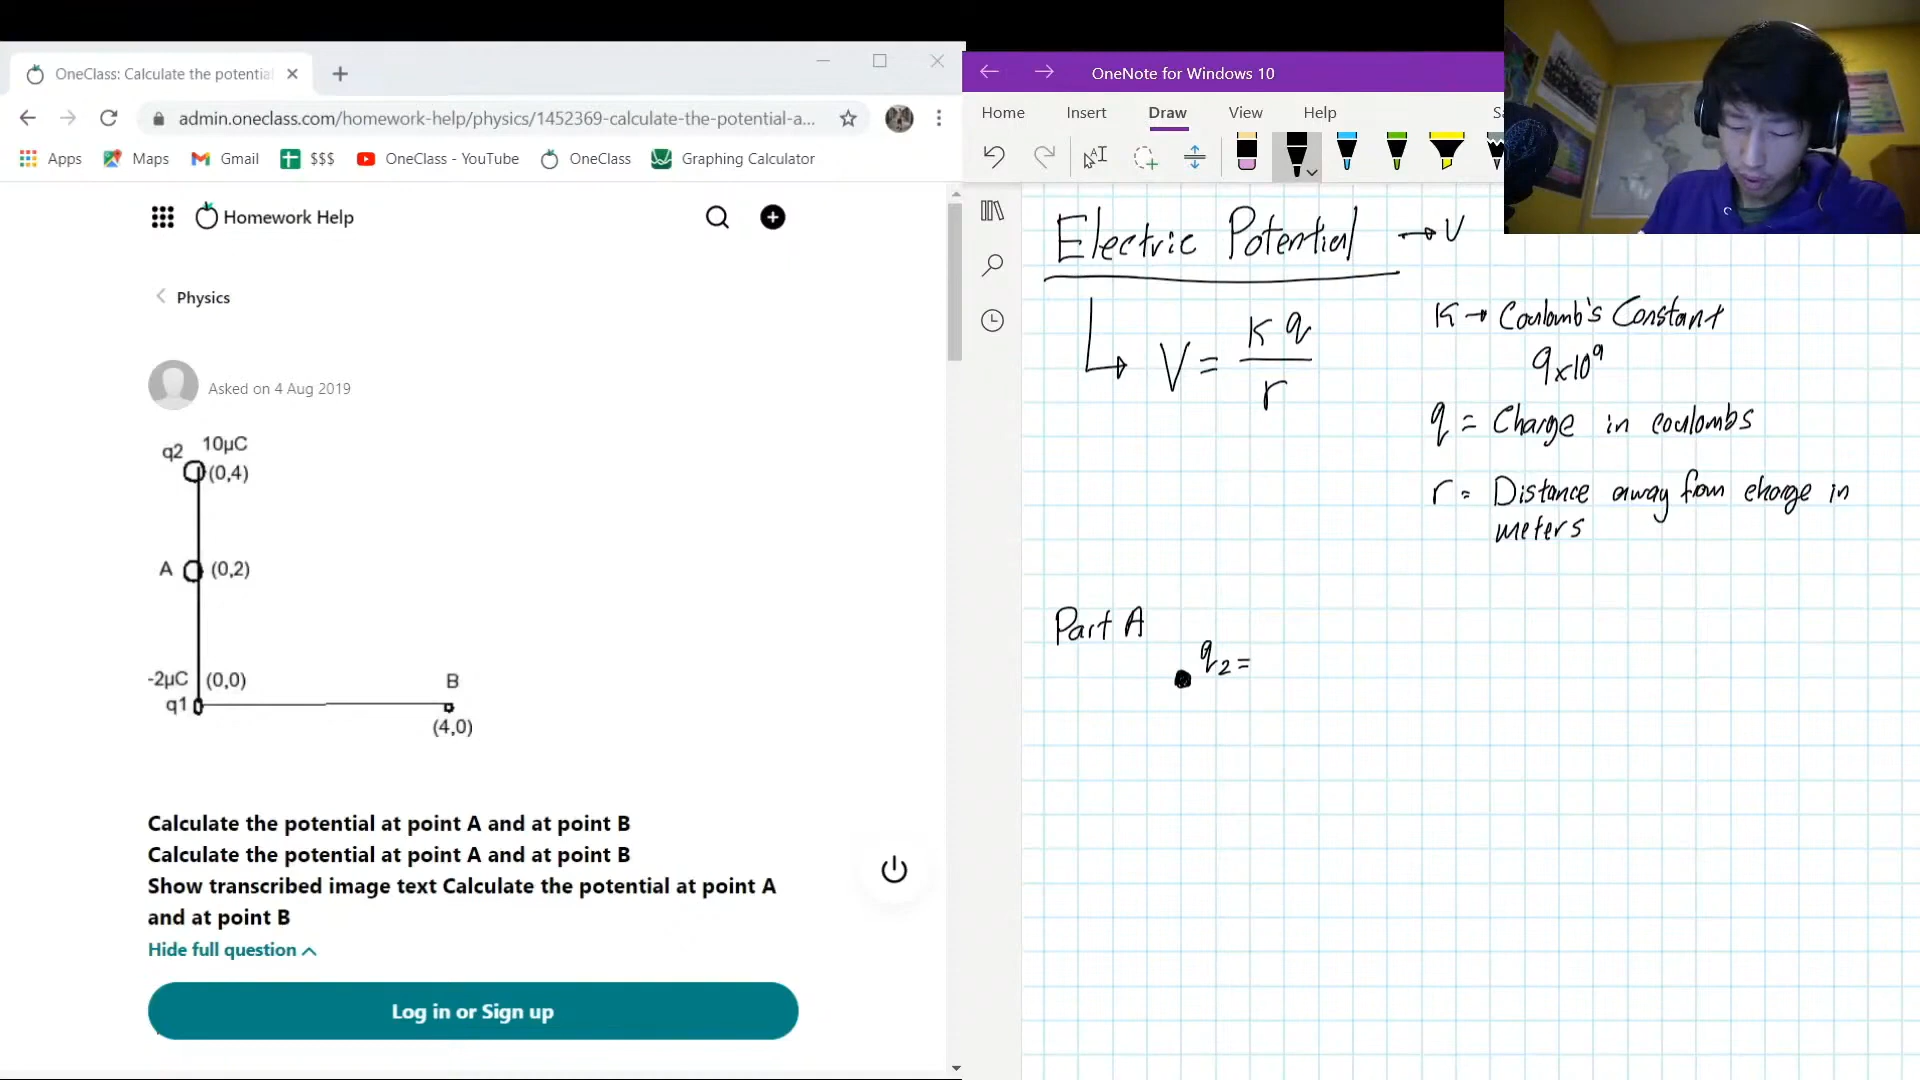 OneClass: Calculate the potential
admin.oneclass.com/homework-help/physics/1452369-calculate-the-potential-a...
Apps Maps Gmail $$$ OneClass - YouTube OneClass Graphing Calculator
Homework Help
Physics
Asked on 4 Aug 2019
q2 10µC
(0,4)
A (0,2)
-2µC (0,0) B
q1
(4,0)
Calculate the potential at point A and at point B
Calculate the potential at point A and at point B
Show transcribed image text Calculate the potential at point A
and at point B
Hide full question
Log in or Sign up
OneNote for Windows 10
Home Insert Draw View Help
Electric Potential → V
V = K q / r
K → Coulomb's Constant
9x10⁹
q = Charge in coulombs
r = Distance away from charge in
meters
Part A
q₂ =